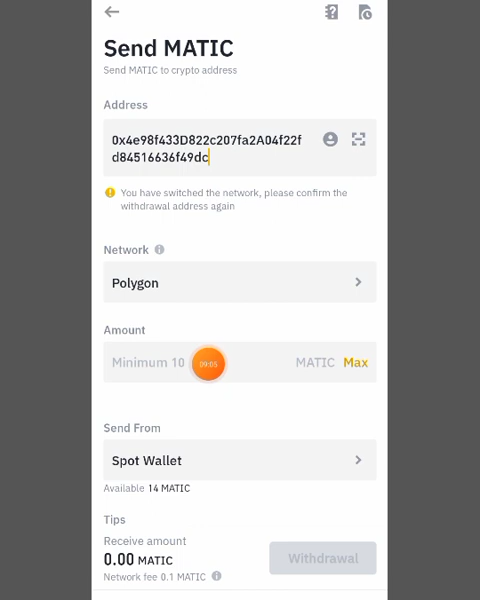 Send MATIC
Send MATIC to crypto address
Address
0x4e98f433D822c207fa2A04f22f
d84516636f49dc
You have switched the network, please confirm the
withdrawal address again
Network
Polygon
Amount
Minimum 10
09:05
MATIC Max
Send From
Spot Wallet
Available 14 MATIC
Tips
Receive amount
0.00 MATIC
Withdrawal
Network fee 0.1 MATIC